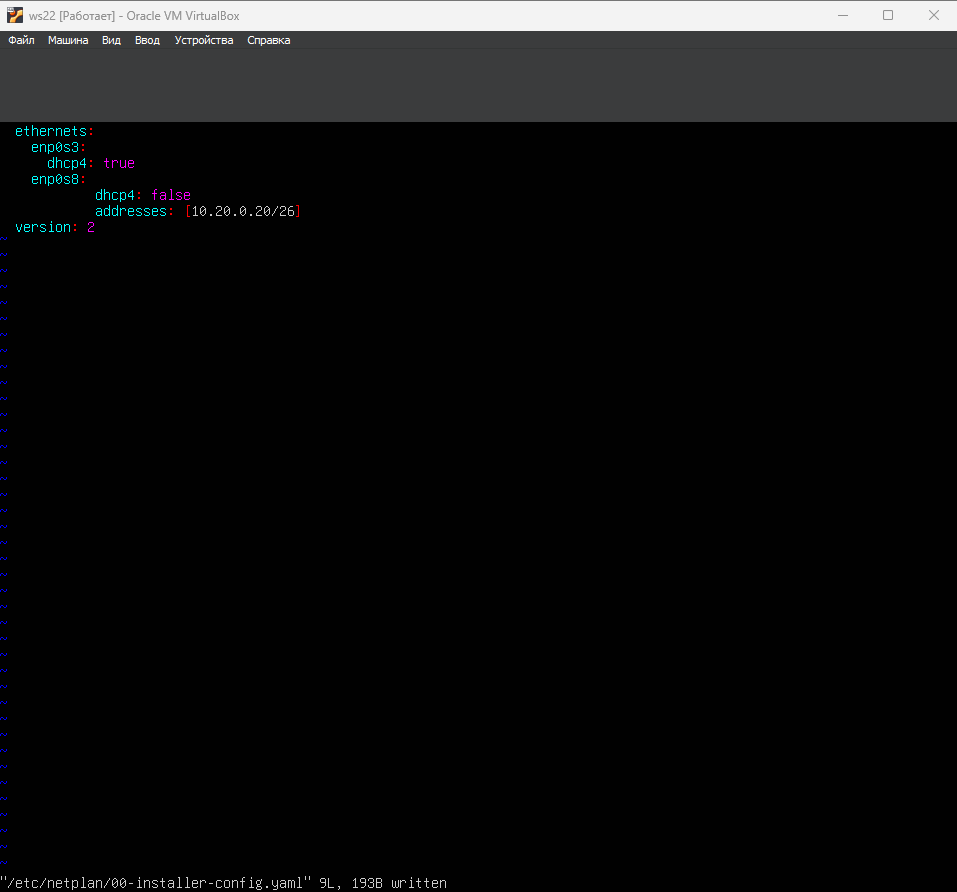 ws22 [Работает] - Oracle VM VirtualBox
Файл Машина Вид Ввод Устройства Справка
ethernets:
enp0s3:
dhcp4: true
enp0s8:
dhcp4: false
addresses: [10.20.0.20/26]
version: 2
"/etc/netplan/00-installer-config.yaml" 9L, 193B written